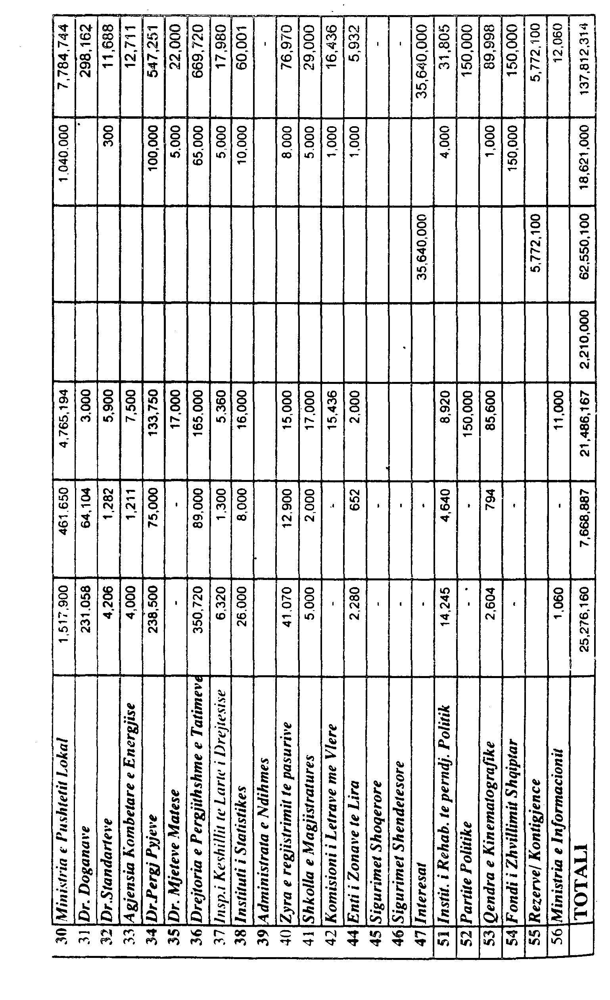 30 Ministria e Pushtetit Lokal 1,517,900 461,650 4,765,194 1,040,000 7,784,744
31 Dr. Doganave 231,058 64,104 3,000 298,162
32 Dr.Standarteve 4,206 1,282 5,900 300 11,688
33 Agjensia Kombetare e Energjise 4,000 1,211 7,500 12,711
34 Dr.Pergj Pyjeve 238,500 75,000 133,750 100,000 547,251
35 Dr. Mjeteve Matese - - 17,000 5,000 22,000
36 Drejtoria e Pergjithshme e Tatimeve 350,720 89,000 165,000 65,000 669,720
37 Insp.i Keshillit te Larte i Drejtesise 6,320 1,300 5,360 5,000 17,980
38 Instituti i Statistikes 26,000 8,000 16,000 10,000 60,001
39 Administrata e Ndihmes -
40 Zyra e regjistrimit te pasurive 41,070 12,900 15,000 8,000 76,970
41 Shkolla e Magjistratures 5,000 2,000 17,000 5,000 29,000
42 Komisioni i Letrave me Vlere - - 15,436 1,000 16,436
44 Enti i Zonave te Lira 2,280 652 2,000 1,000 5,932
45 Sigurimet Shoqerore - - -
46 Sigurimet Shendetesore - - -
47 Interesat - - 35,640,000 35,640,000
51 Instit. i Rehab. te perndj. Politik 14,245 4,640 8,920 4,000 31,805
52 Partite Politike - - 150,000 150,000
53 Qendra e Kinematografike 2,604 794 85,600 1,000 89,998
54 Fondi i Zhvillimit Shqiptar - - 150,000 150,000
55 Rezerve/ Kontigjence 5,772,100 5,772,100
56 Ministria e Informacionit 1,060 - 11,000 12,060
TOTALI 25,276,160 7,668,887 21,486,167 2,210,000 62,550,100 18,621,000 137,812,314